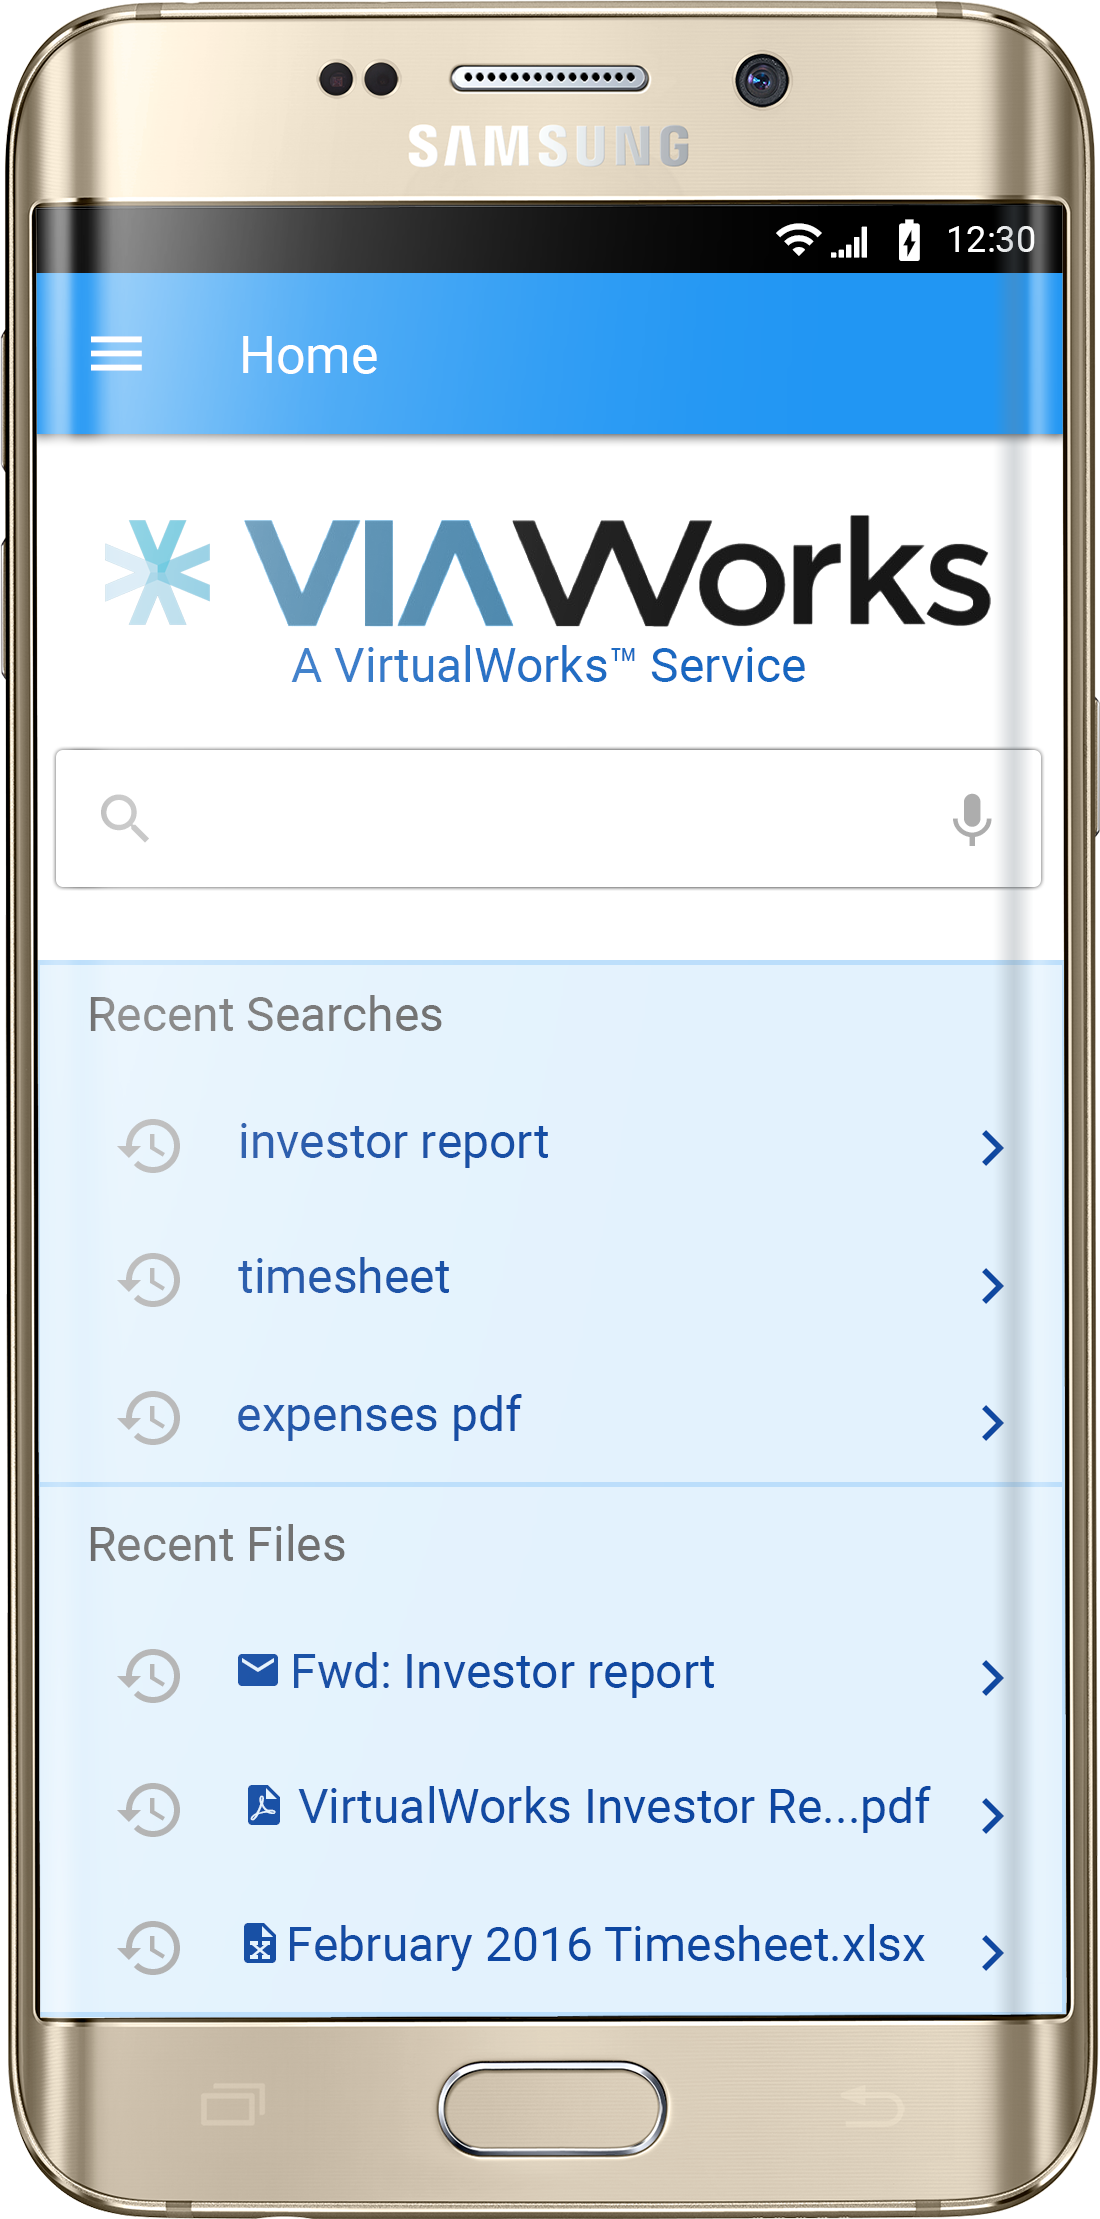 SAMSUNG
12:30
Home
VIAWorks
A VirtualWorks™ Service
Recent Searches
investor report
timesheet
expenses pdf
Recent Files
Fwd: Investor report
VirtualWorks Investor Re...pdf
February 2016 Timesheet.xlsx